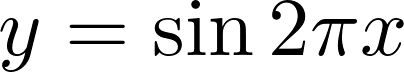 y = sin 2πx